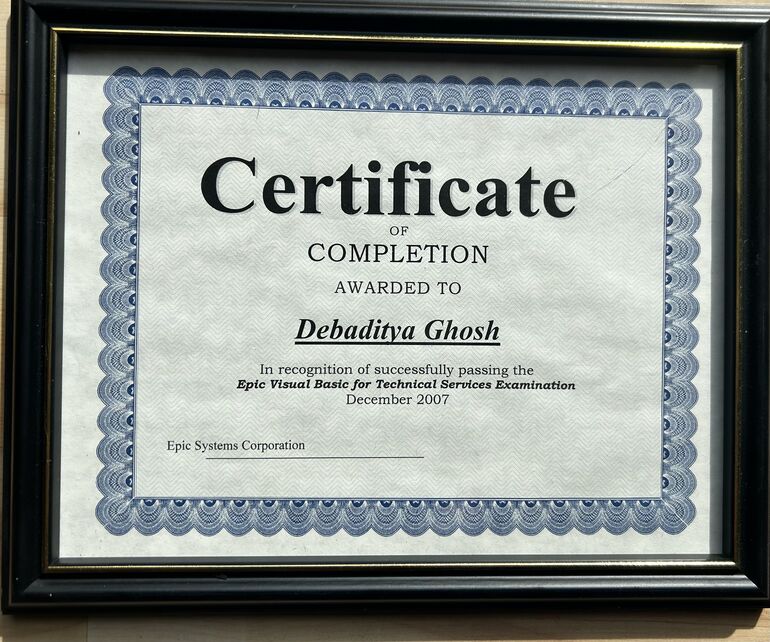 Certificate
OF
COMPLETION
AWARDED TO
Debaditya Ghosh
In recognition of successfully passing the
Epic Visual Basic for Technical Services Examination
December 2007
Epic Systems Corporation